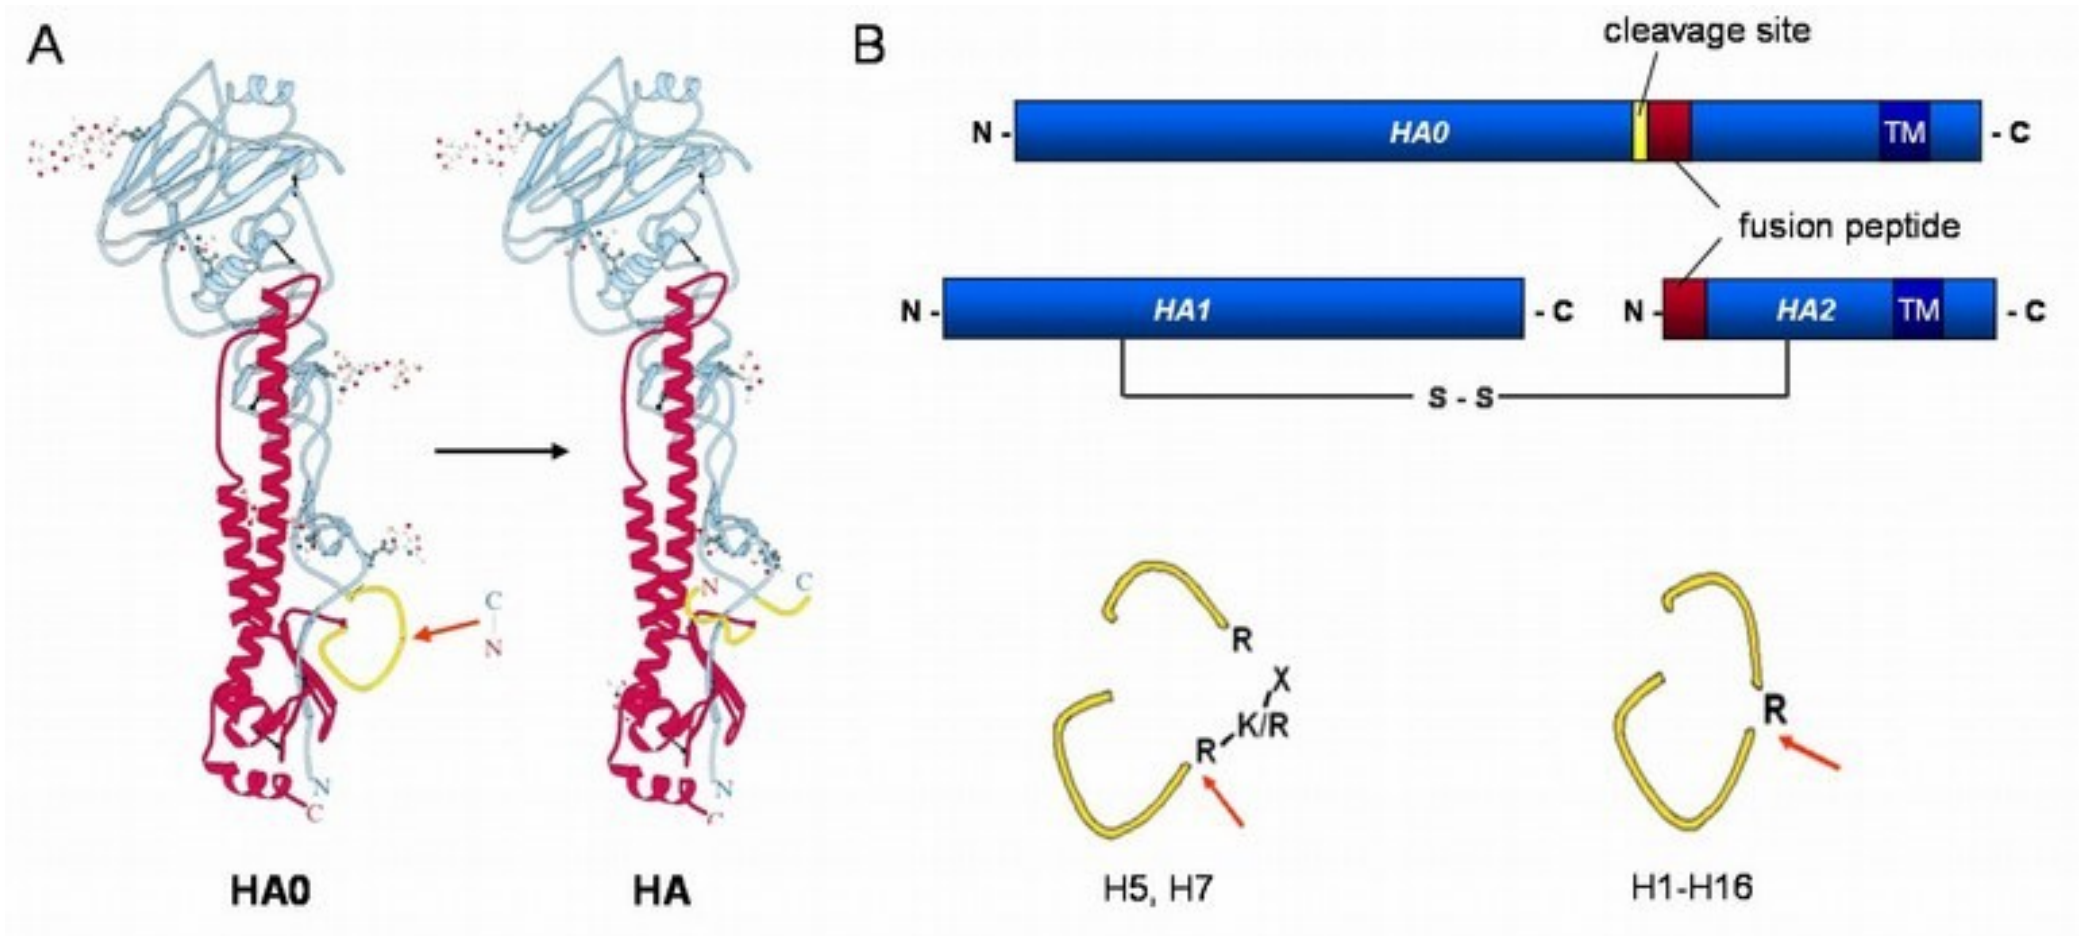 A
B
cleavage site
N -
HA0
TM
- C
fusion peptide
N -
HA1
- C
N -
HA2
TM
- C
S - S
C
N
N
C
N
C
N
C
R
X
K/R
R
R
HA0
HA
H5, H7
H1-H16